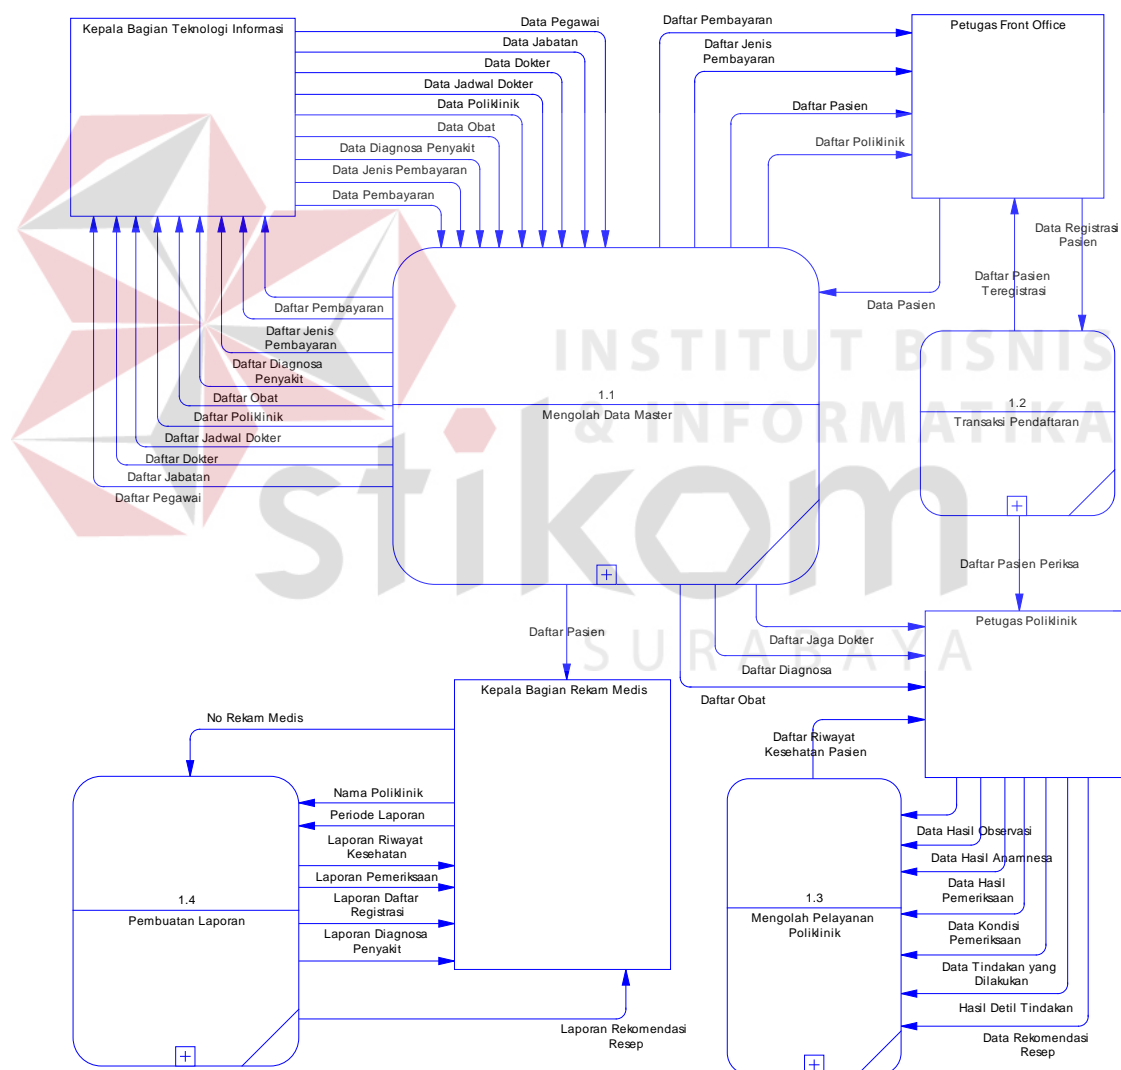 Kepala Bagian Teknologi Informasi
Data Pegawai
Data Jabatan
Data Dokter
Data Jadwal Dokter
Data Poliklinik
Data Obat
Data Diagnosa Penyakit
Data Jenis Pembayaran
Data Pembayaran
Daftar Pembayaran
Daftar Jenis
Pembayaran
Daftar Pasien
Daftar Poliklinik
Petugas Front Office
Data Registrasi
Pasien
Daftar Pasien
Teregistrasi
Data Pasien
Daftar Pembayaran
Daftar Jenis
Pembayaran
Daftar Diagnosa
Penyakit
Daftar Obat
Daftar Poliklinik
Daftar Jadwal Dokter
Daftar Dokter
Daftar Jabatan
Daftar Pegawai
1.1
Mengolah Data Master
1.2
Transaksi Pendaftaran
INSTITUT BISNIS
& INFORMATIKA
stikom
SURABAYA
Daftar Pasien Periksa
Petugas Poliklinik
Daftar Pasien
Daftar Jaga Dokter
Daftar Diagnosa
Daftar Obat
Kepala Bagian Rekam Medis
No Rekam Medis
Nama Poliklinik
Periode Laporan
Laporan Riwayat
Kesehatan
Laporan Pemeriksaan
Laporan Daftar
Registrasi
Laporan Diagnosa
Penyakit
Laporan Rekomendasi
Resep
1.4
Pembuatan Laporan
Daftar Riwayat
Kesehatan Pasien
1.3
Mengolah Pelayanan
Poliklinik
Data Hasil Observasi
Data Hasil Anamnesa
Data Hasil
Pemeriksaan
Data Kondisi
Pemeriksaan
Data Tindakan yang
Dilakukan
Hasil Detil Tindakan
Data Rekomendasi
Resep